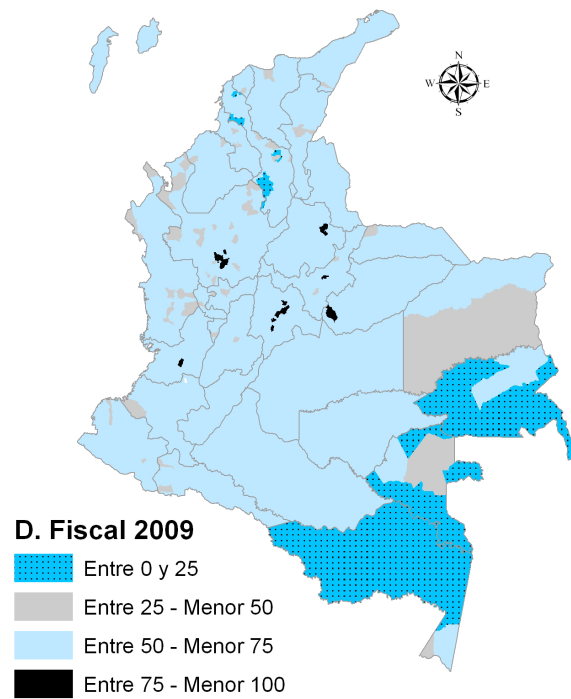 N
W E
S
D. Fiscal 2009
Entre 0 y 25
Entre 25 - Menor 50
Entre 50 - Menor 75
Entre 75 - Menor 100